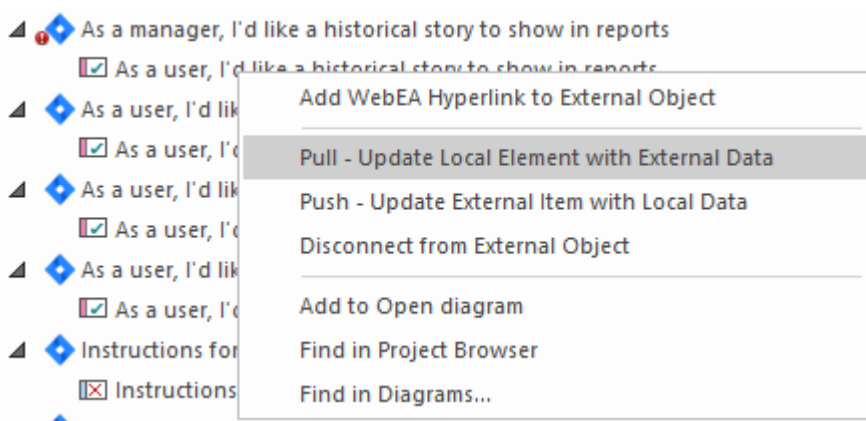 As a manager, I'd like a historical story to show in reports
As a user, I'd like a historical story to show in reports
As a user, I'd lik
As a user, I'd
As a user, I'd lik
As a user, I'd
As a user, I'd lik
As a user, I'd
Instructions for
Instructions
Add WebEA Hyperlink to External Object
Pull - Update Local Element with External Data
Push - Update External Item with Local Data
Disconnect from External Object
Add to Open diagram
Find in Project Browser
Find in Diagrams...